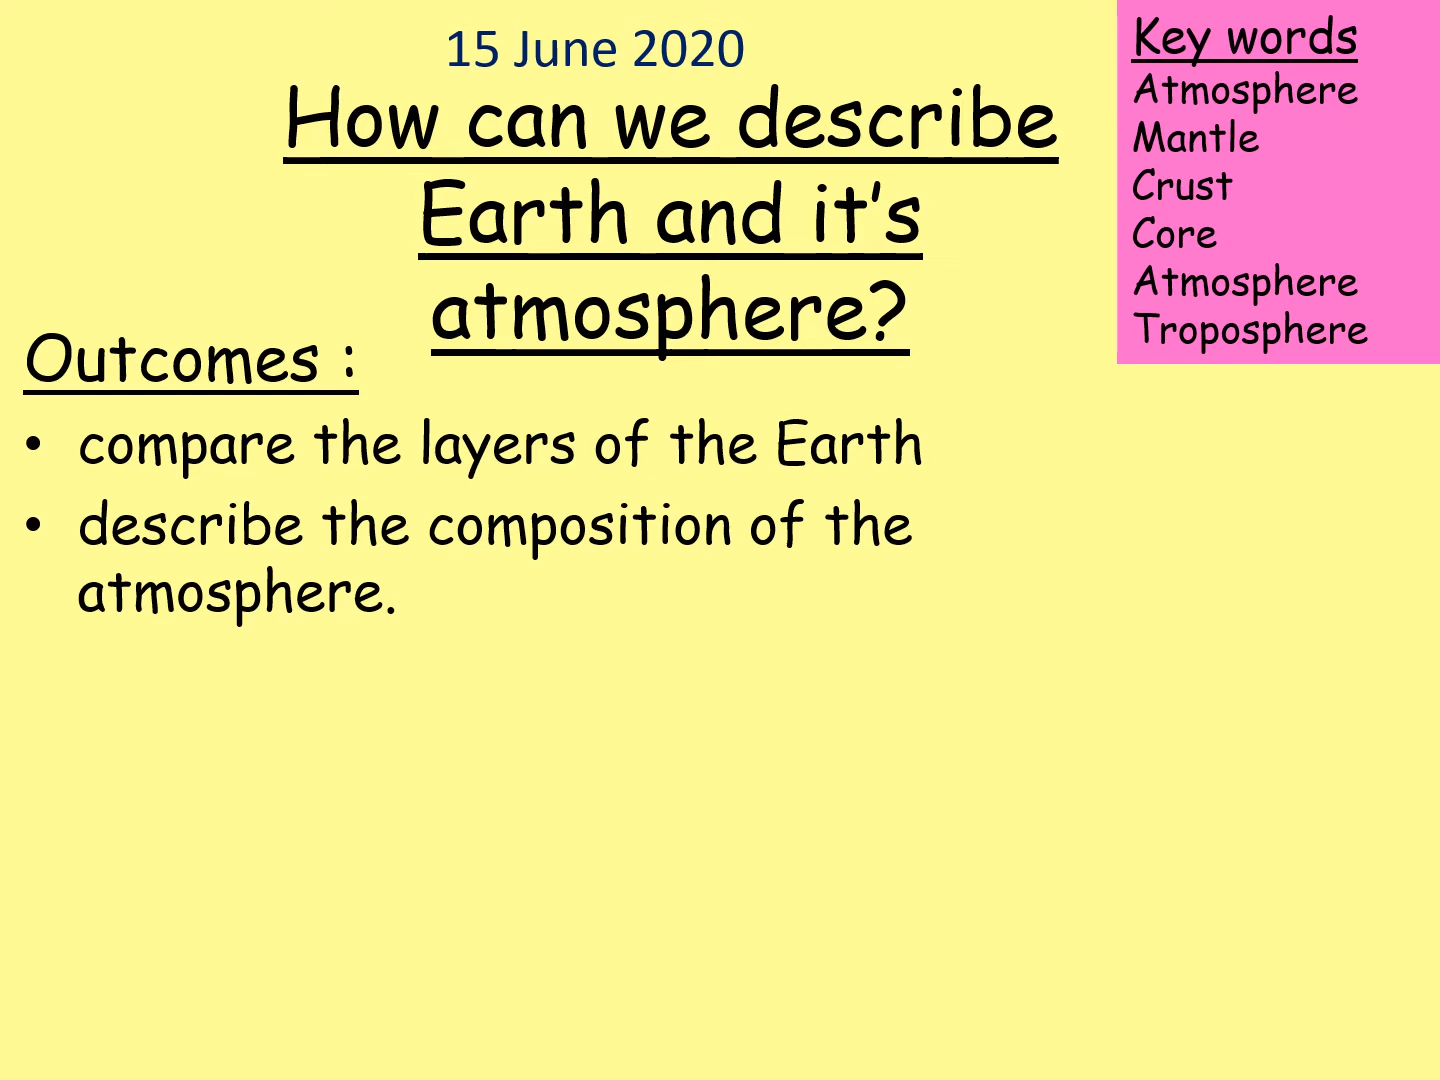 15 June 2020
How can we describe
Earth and it’s
atmosphere?
Key words
Atmosphere
Mantle
Crust
Core
Atmosphere
Troposphere
Outcomes :
• compare the layers of the Earth
• describe the composition of the
atmosphere.